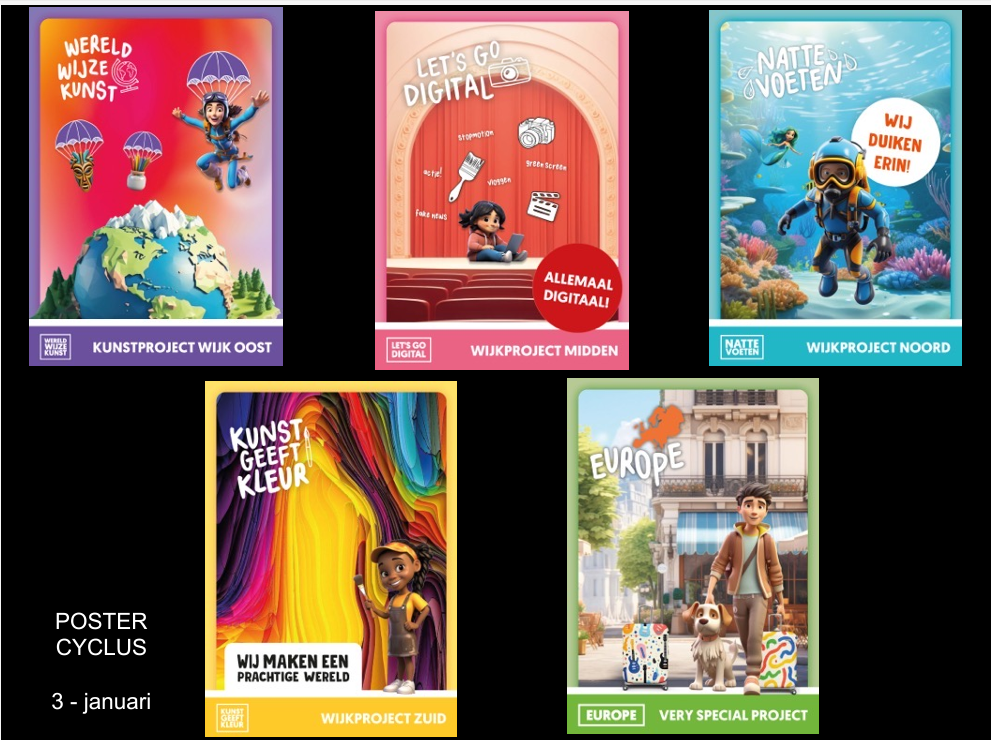 WERELD
WIJZE
KUNST
WERELD
WIJZE
KUNST
KUNSTPROJECT WIJK OOST
LET'S GO
DIGITAL
stopmotion
greenscreen
actie!
vloggen
fake news
ALLEMAAL
DIGITAAL!
LET'S GO
DIGITAL
WIJKPROJECT MIDDEN
NATTE
VOETEN
WIJ
DUIKEN
ERIN!
NATTE
VOETEN
WIJKPROJECT NOORD
KUNST
GEEFT
KLEUR
WIJ MAKEN EEN
PRACHTIGE WERELD
KUNST
GEEFT
KLEUR
WIJKPROJECT ZUID
EUROPE
EUROPE
VERY SPECIAL PROJECT
POSTER
CYCLUS
3 - januari